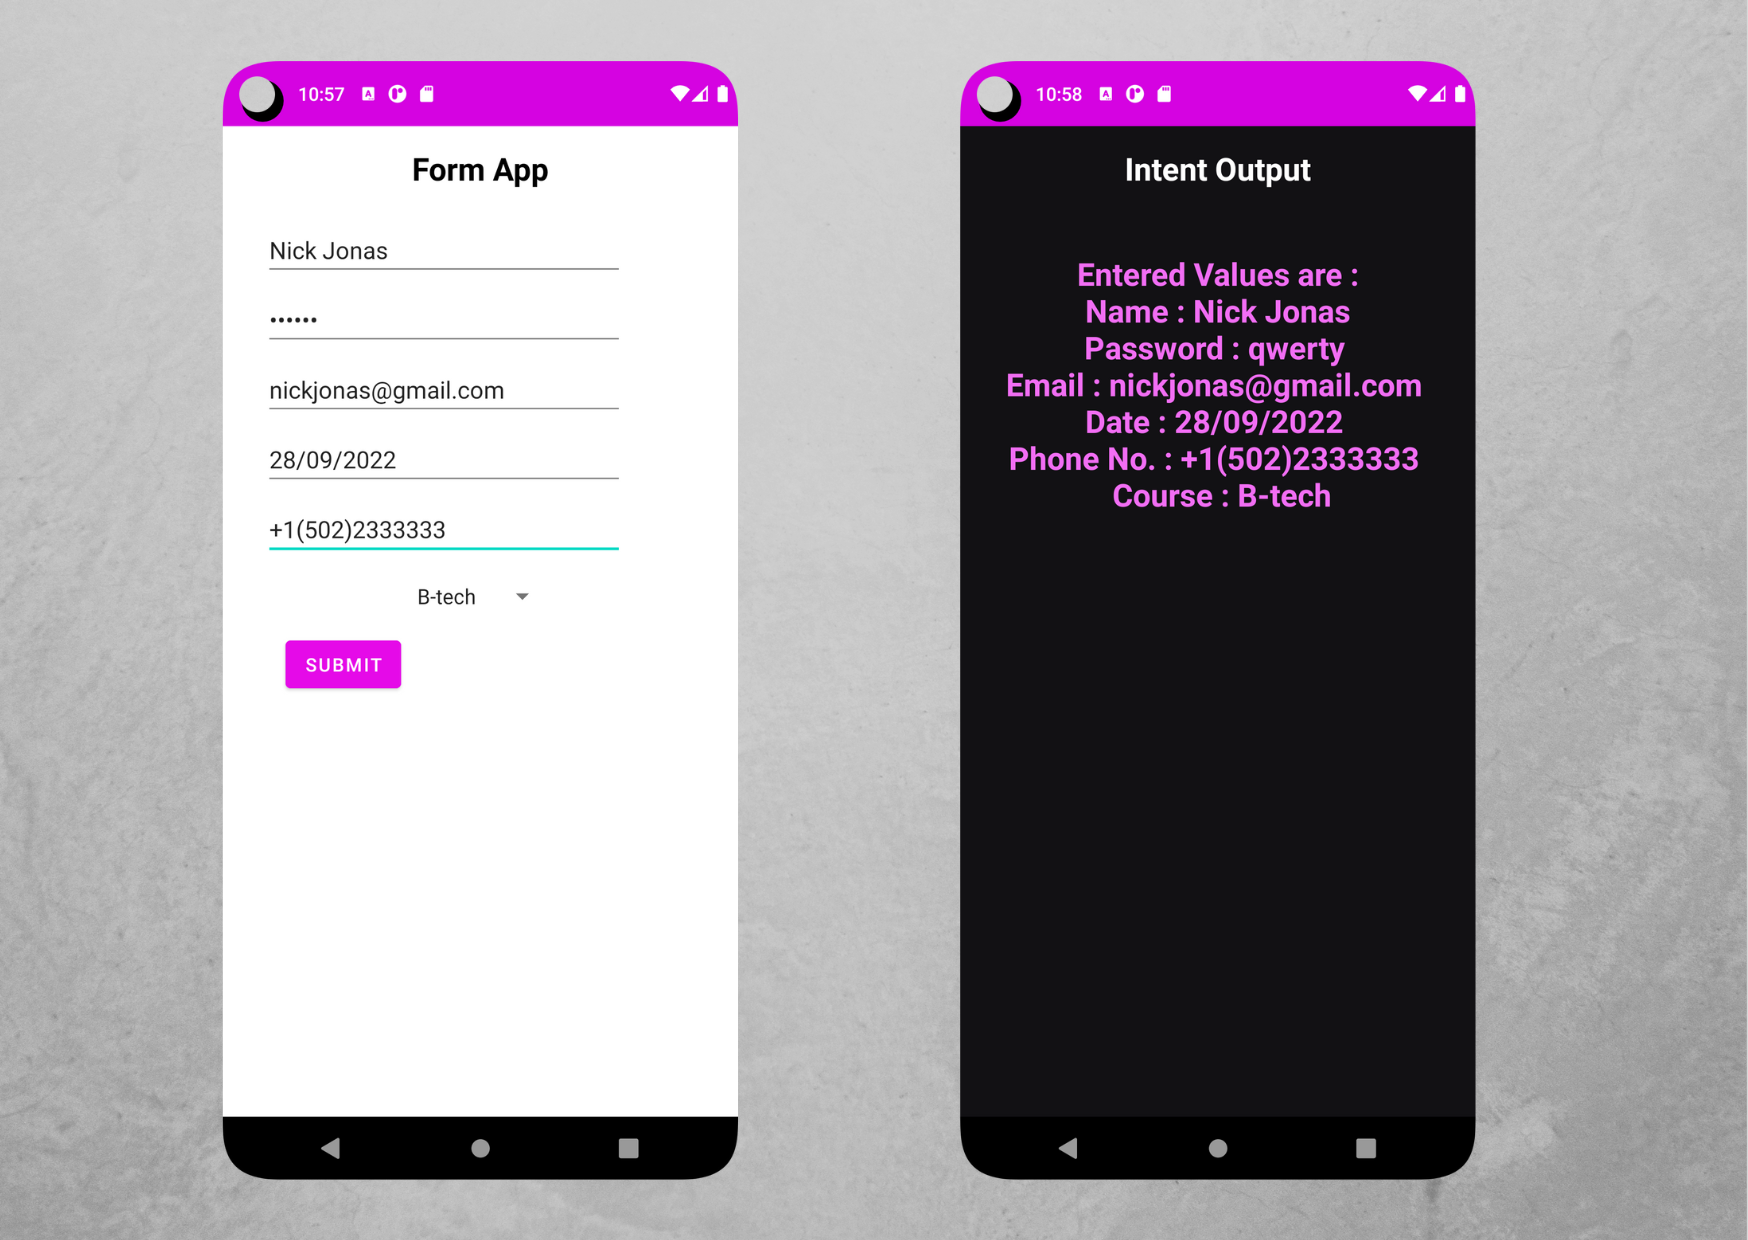 10:57
Form App
Nick Jonas
••••••
nickjonas@gmail.com
28/09/2022
+1(502)2333333
B-tech
SUBMIT
10:58
Intent Output
Entered Values are :
Name : Nick Jonas
Password : qwerty
Email : nickjonas@gmail.com
Date : 28/09/2022
Phone No. : +1(502)2333333
Course : B-tech